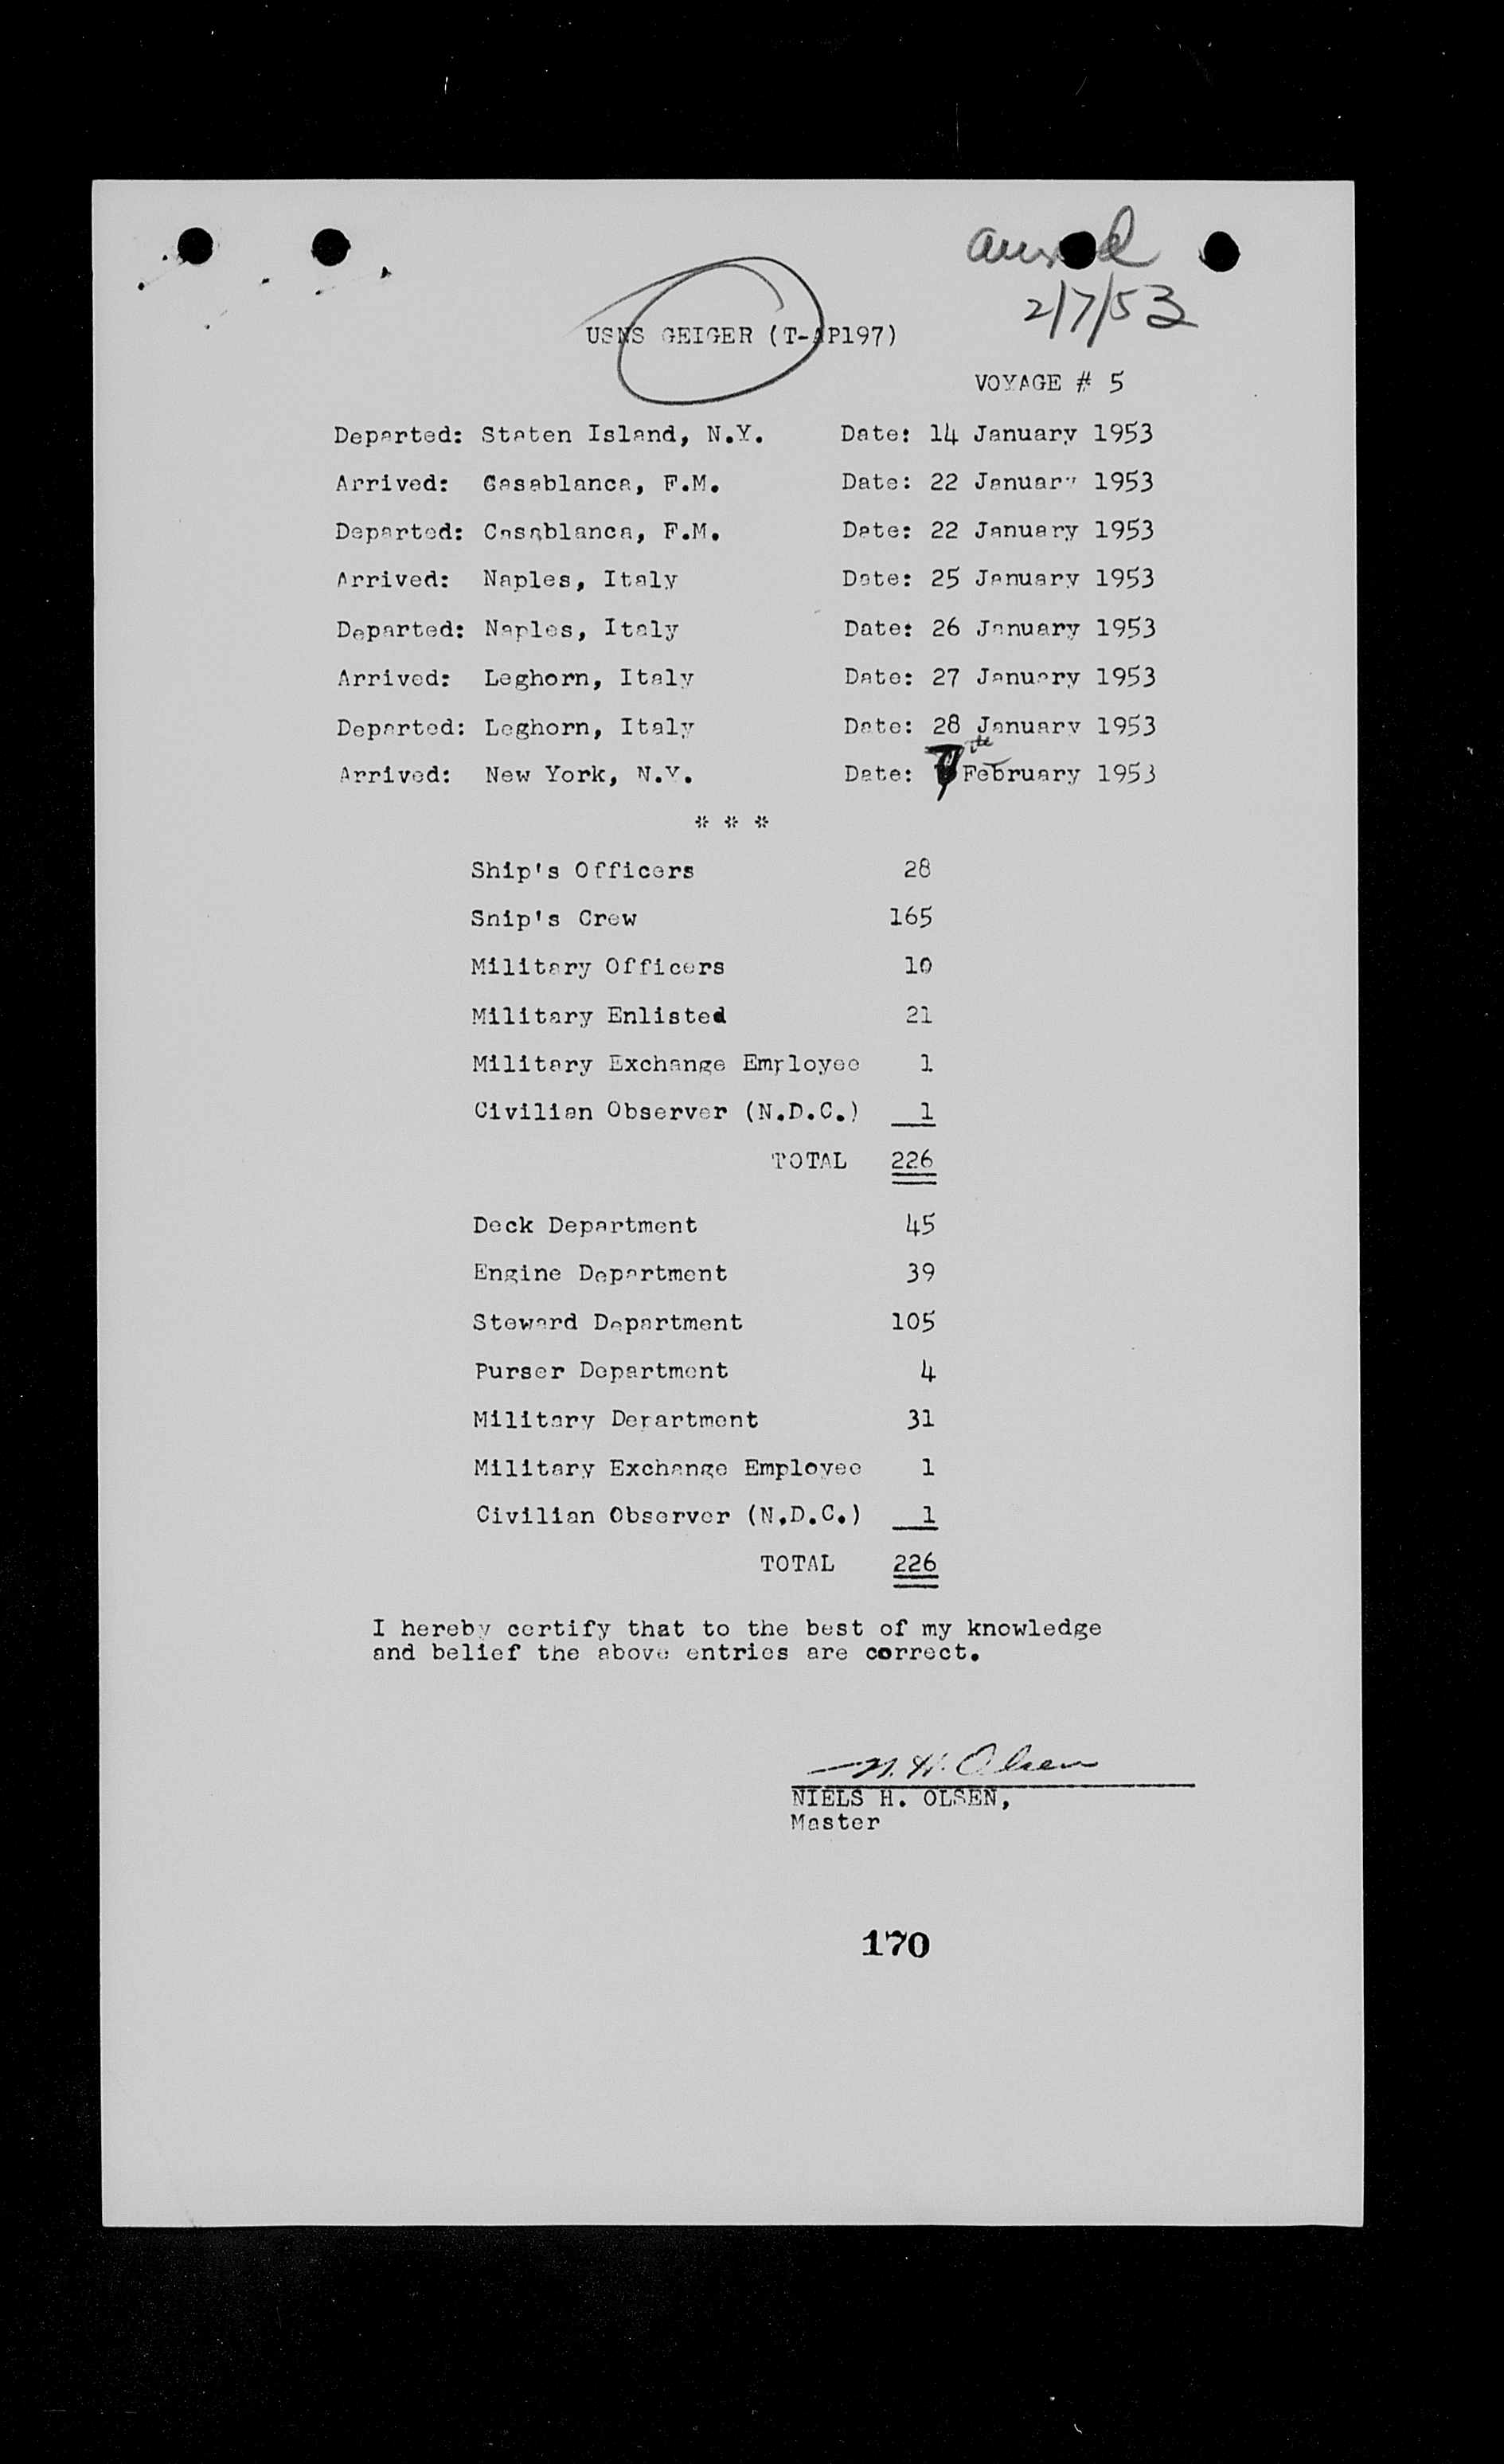 arrived
2/7/53
USNS GEIGER (T-AP197)
VOYAGE # 5
Departed: Staten Island, N.Y. Date: 14 January 1953
Arrived: Casablanca, F.M. Date: 22 January 1953
Departed: Casablanca, F.M. Date: 22 January 1953
Arrived: Naples, Italy Date: 25 January 1953
Departed: Naples, Italy Date: 26 January 1953
Arrived: Leghorn, Italy Date: 27 January 1953
Departed: Leghorn, Italy Date: 28 January 1953
Arrived: New York, N.Y. Date: 7 February 1953
* * *
Ship's Officers 28
Ship's Crew 165
Military Officers 10
Military Enlisted 21
Military Exchange Employee 1
Civilian Observer (N.D.C.) 1
TOTAL 226
Deck Department 45
Engine Department 39
Steward Department 105
Purser Department 4
Military Department 31
Military Exchange Employee 1
Civilian Observer (N.D.C.) 1
TOTAL 226
I hereby certify that to the best of my knowledge
and belief the above entries are correct.
N. H. Olsen
NIELS H. OLSEN,
Master
170